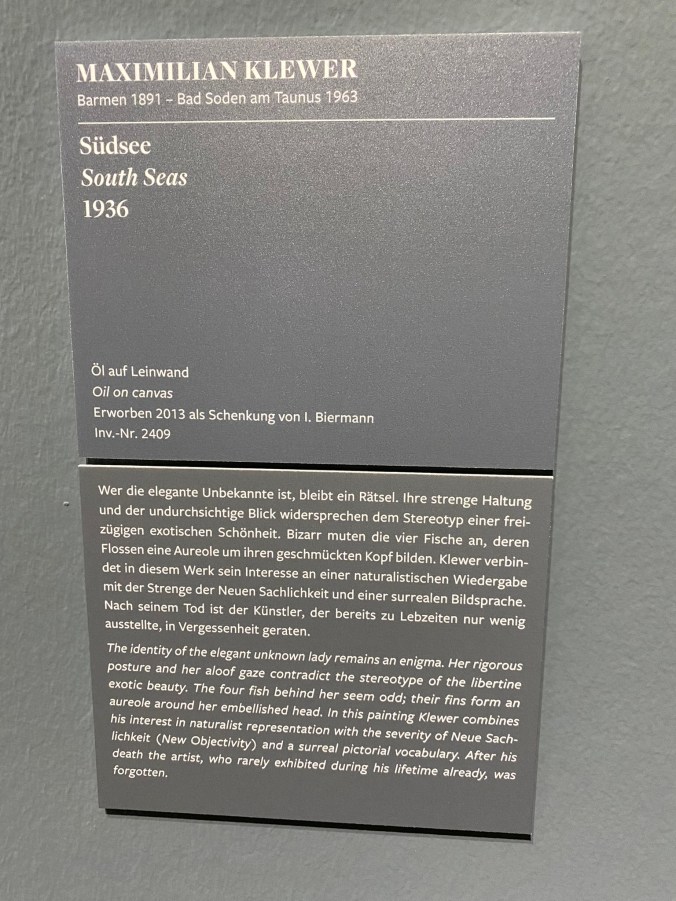 MAXIMILIAN KLEWER
Barmen 1891 – Bad Soden am Taunus 1963
Südsee
South Seas
1936
Öl auf Leinwand
Oil on canvas
Erworben 2013 als Schenkung von I. Biermann
Inv.-Nr. 2409
Wer die elegante Unbekannte ist, bleibt ein Rätsel. Ihre strenge Haltung
und der undurchsichtige Blick widersprechen dem Stereotyp einer frei-
zügigen exotischen Schönheit. Bizarr muten die vier Fische an, deren
Flossen eine Aureole um ihren geschmückten Kopf bilden. Klewer verbin-
det in diesem Werk sein Interesse an einer naturalistischen Wiedergabe
mit der Strenge der Neuen Sachlichkeit und einer surrealen Bildsprache.
Nach seinem Tod ist der Künstler, der bereits zu Lebzeiten nur wenig
ausstellte, in Vergessenheit geraten.
The identity of the elegant unknown lady remains an enigma. Her rigorous
posture and her aloof gaze contradict the stereotype of the libertine
exotic beauty. The four fish behind her seem odd; their fins form an
aureole around her embellished head. In this painting Klewer combines
his interest in naturalist representation with the severity of Neue Sach-
lichkeit (New Objectivity) and a surreal pictorial vocabulary. After his
death the artist, who rarely exhibited during his lifetime already, was
forgotten.